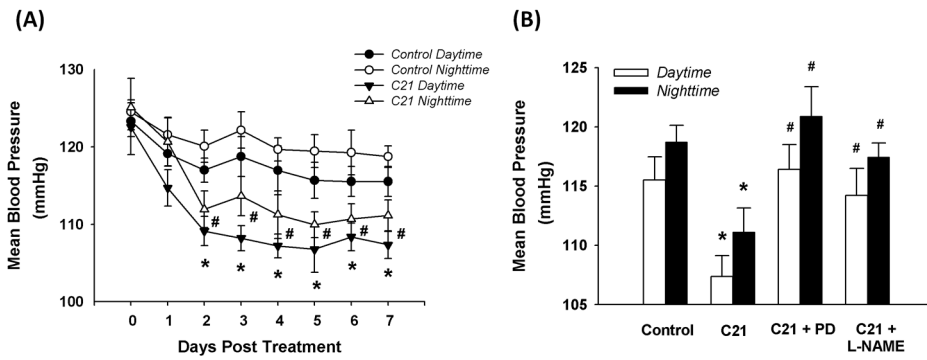 (A)
Control Daytime
Control Nighttime
C21 Daytime
C21 Nighttime
130
120
110
100
Mean Blood Pressure
(mmHg)
# # # # # #
* * * * * *
0 1 2 3 4 5 6 7
Days Post Treatment
(B)
Daytime
Nighttime
125
120
115
110
105
Mean Blood Pressure
(mmHg)
* * # # # #
Control C21 C21 + PD C21 +
L-NAME